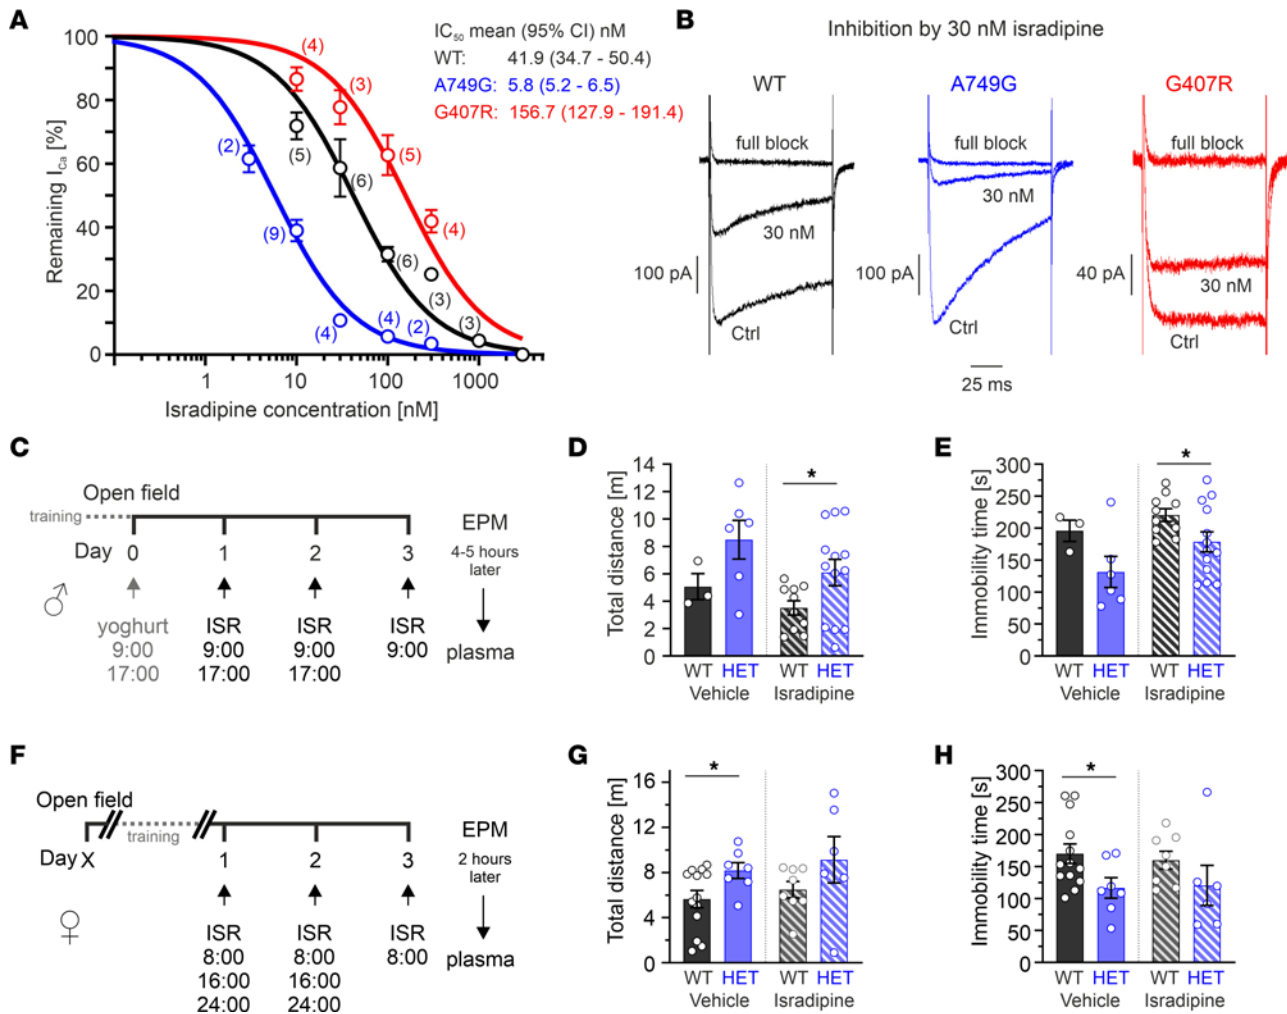 A
100
80
60
40
20
0
Remaining I_Ca [%]
1
10
100
1000
Isradipine concentration [nM]
(2)
(9)
(4)
(4)
(2)
(5)
(6)
(6)
(3)
(3)
(4)
(3)
(5)
(4)
IC50 mean (95% CI) nM
WT: 41.9 (34.7 - 50.4)
A749G: 5.8 (5.2 - 6.5)
G407R: 156.7 (127.9 - 191.4)
B
Inhibition by 30 nM isradipine
WT
full block
30 nM
100 pA
Ctrl
A749G
full block
30 nM
100 pA
Ctrl
G407R
full block
40 pA
30 nM
Ctrl
25 ms
C
Open field
training
Day 0 1 2 3
♂
yoghurt ISR ISR ISR
9:00 9:00 9:00 9:00
17:00 17:00 17:00
EPM
4-5 hours
later
plasma
D
Total distance [m]
14
12
10
8
6
4
2
0
*
WT HET WT HET
Vehicle Isradipine
E
Immobility time [s]
300
250
200
150
100
50
0
*
WT HET WT HET
Vehicle Isradipine
F
Open field
training
Day X 1 2 3
♀
ISR ISR ISR
8:00 8:00 8:00
16:00 16:00
24:00 24:00
EPM
2 hours
later
plasma
G
Total distance [m]
16
12
8
4
0
*
WT HET WT HET
Vehicle Isradipine
H
Immobility time [s]
300
250
200
150
100
50
0
*
WT HET WT HET
Vehicle Isradipine